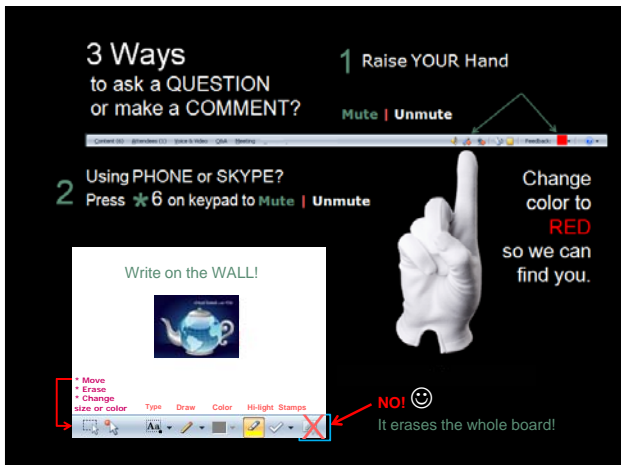 3 Ways
to ask a QUESTION
or make a COMMENT?
1 Raise YOUR Hand
Mute | Unmute
Content (6) Attendees (1) Voice & Video Q&A Meeting
Feedback:
2 Using PHONE or SKYPE?
Press *6 on keypad to Mute | Unmute
Change
color to
RED
so we can
find you.
Write on the WALL!
* Move
* Erase
* Change
size or color
Type Draw Color Hi-light Stamps
Aa
NO! ☺
It erases the whole board!